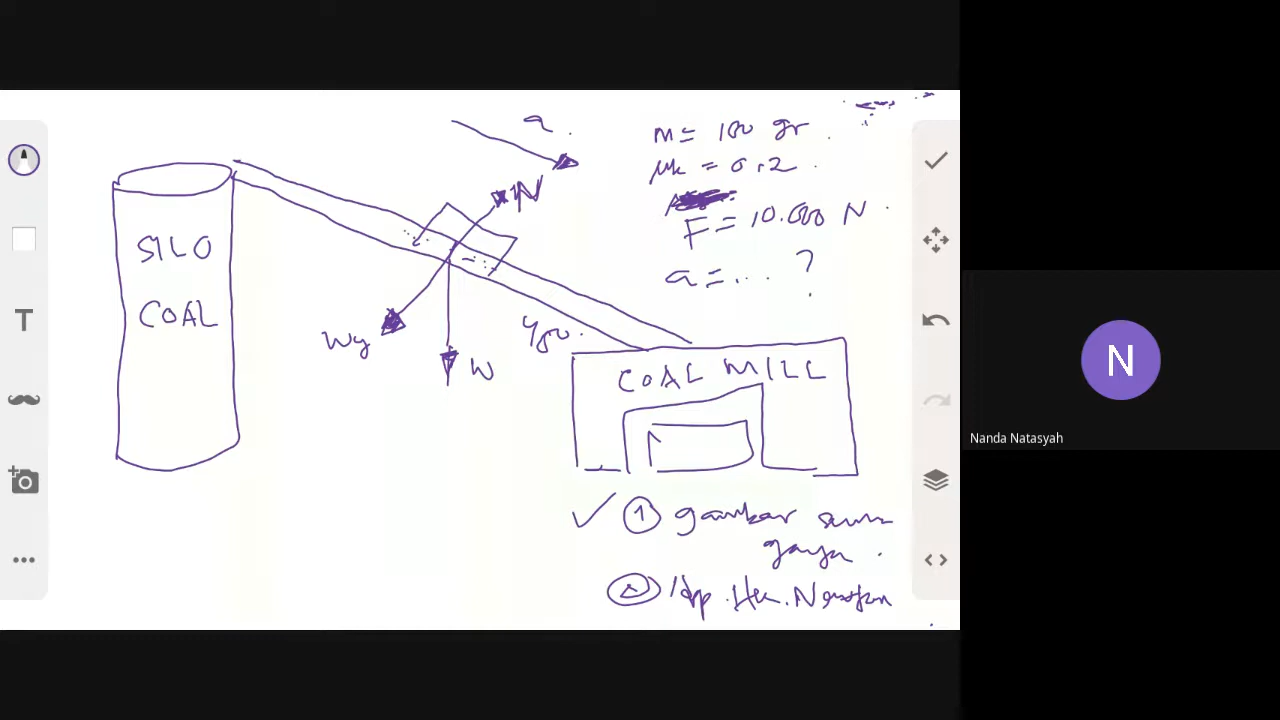 a.
N
m = 100 gr.
μk = 0,2.
F = 10.000 N.
a = ... ?
SILO
COAL
Wy
W
COAL MILL
① gambar semua
gaya.
② Hk. Newton
T
N
Nanda Natasyah